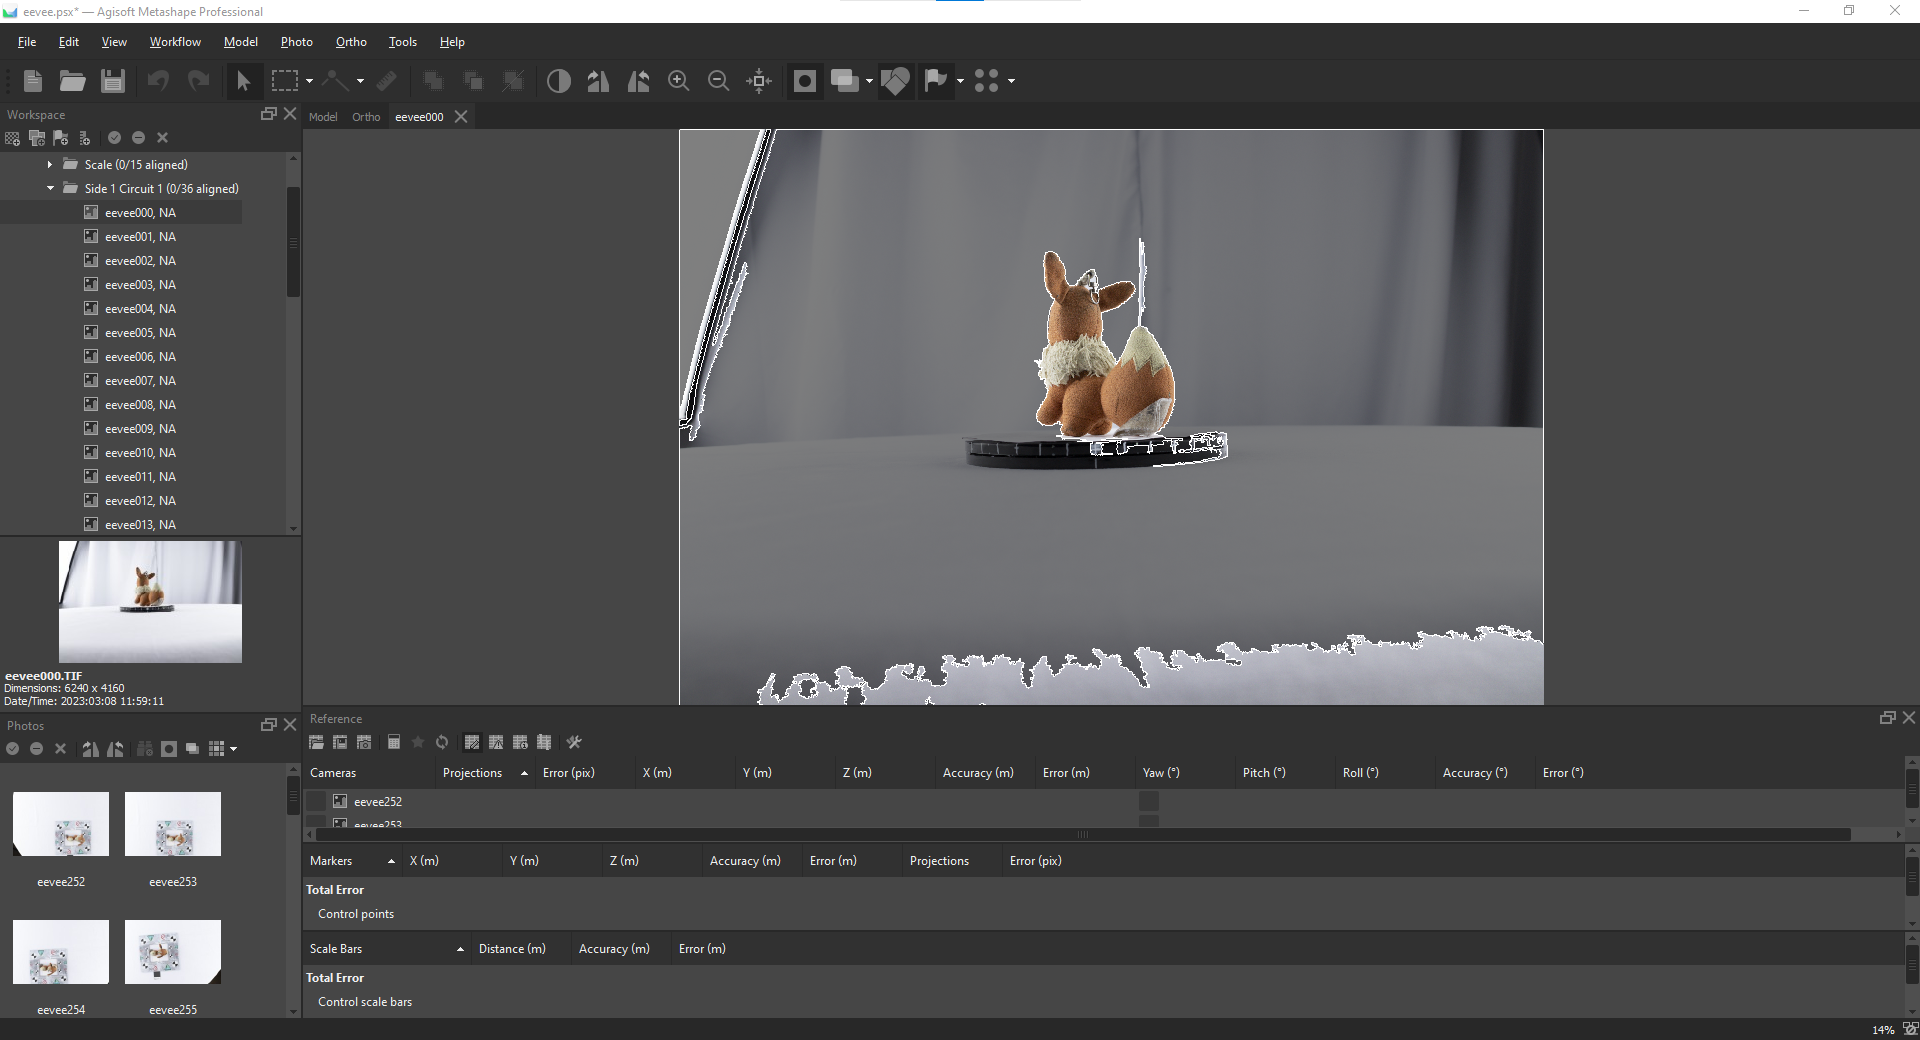 eevee.psx* — Agisoft Metashape Professional
File Edit View Workflow Model Photo Ortho Tools Help
Workspace
Model Ortho eevee000
Scale (0/15 aligned)
Side 1 Circuit 1 (0/36 aligned)
eevee000, NA
eevee001, NA
eevee002, NA
eevee003, NA
eevee004, NA
eevee005, NA
eevee006, NA
eevee007, NA
eevee008, NA
eevee009, NA
eevee010, NA
eevee011, NA
eevee012, NA
eevee013, NA
eevee000.TIF
Dimensions: 6240 x 4160
Date/Time: 2023:03:08 11:59:11
Photos
eevee252 eevee253
eevee254 eevee255
Reference
Cameras Projections Error (pix) X (m) Y (m) Z (m) Accuracy (m) Error (m) Yaw (°) Pitch (°) Roll (°) Accuracy (°) Error (°)
eevee252
eevee253
Markers X (m) Y (m) Z (m) Accuracy (m) Error (m) Projections Error (pix)
Total Error
Control points
Scale Bars Distance (m) Accuracy (m) Error (m)
Total Error
Control scale bars
14%